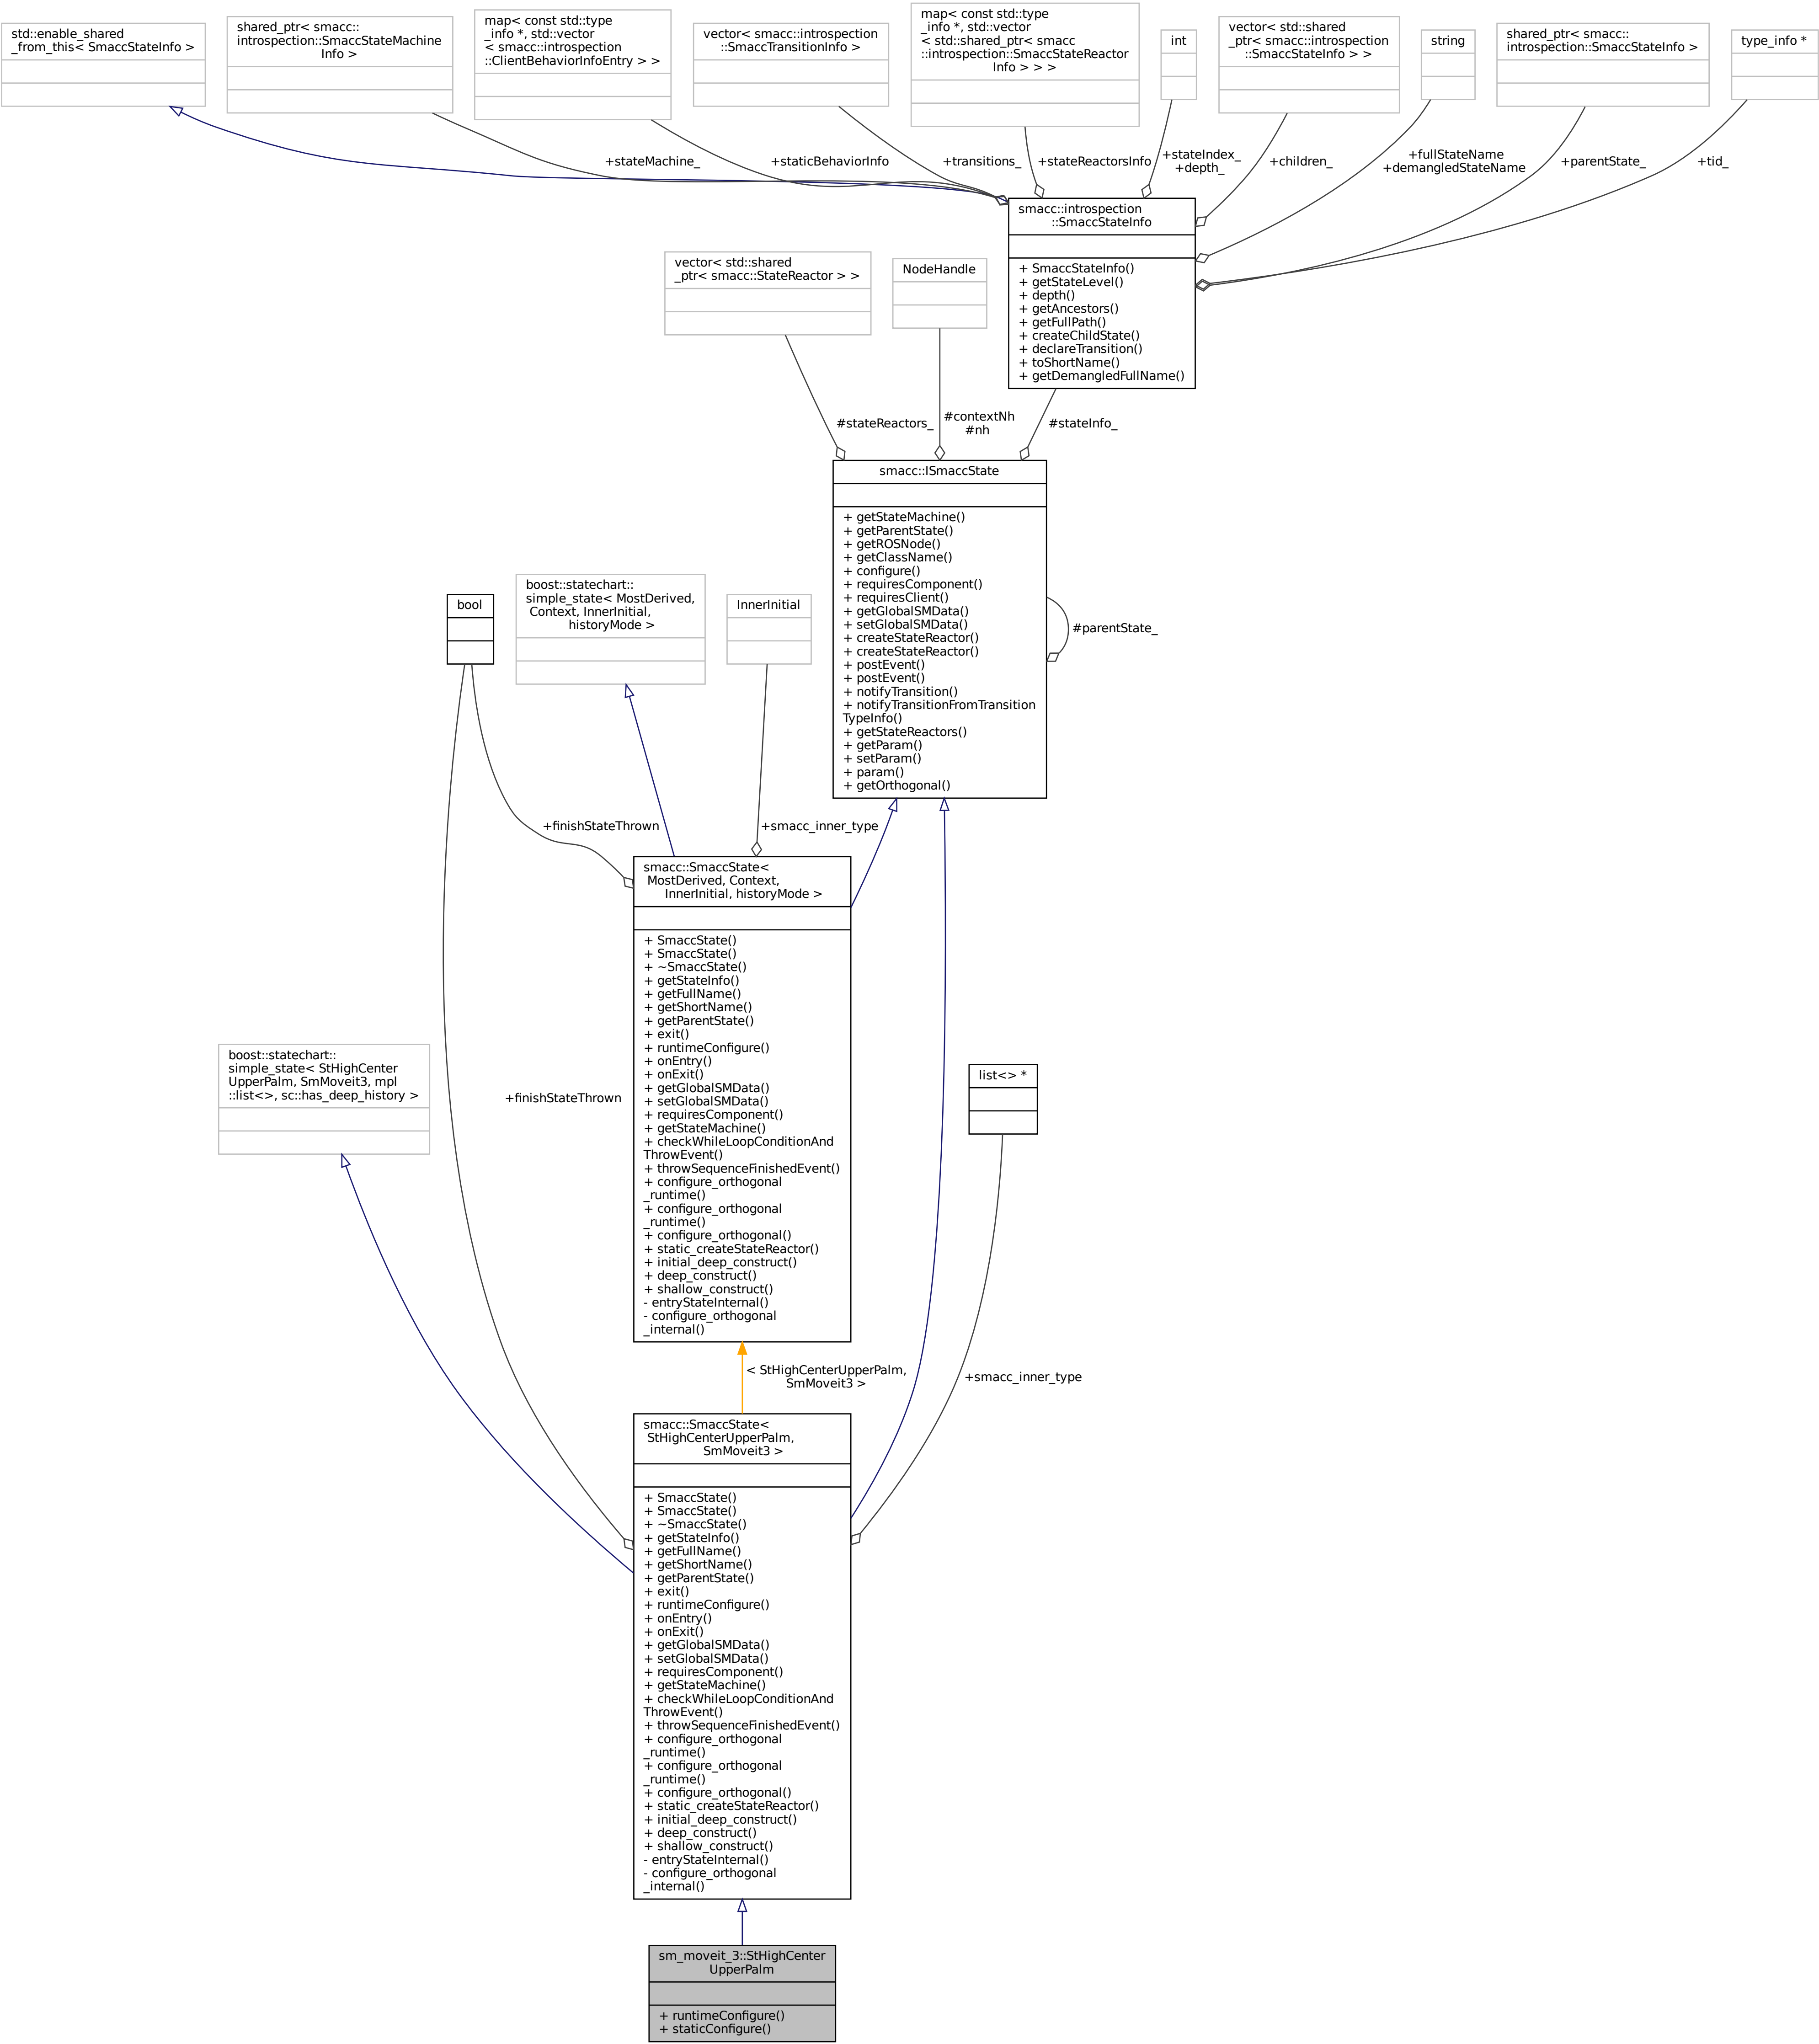 std::enable_shared
_from_this< SmaccStateInfo >
shared_ptr< smacc::
introspection::SmaccStateMachine
Info >
map< const std::type
_info *, std::vector
< smacc::introspection
::ClientBehaviorInfoEntry > >
vector< smacc::introspection
::SmaccTransitionInfo >
map< const std::type
_info *, std::vector
< std::shared_ptr< smacc
::introspection::SmaccStateReactor
Info > > >
int
vector< std::shared
_ptr< smacc::introspection
::SmaccStateInfo > >
string
shared_ptr< smacc::
introspection::SmaccStateInfo >
type_info *
+stateMachine_
+staticBehaviorInfo
+transitions_
+stateReactorsInfo
+stateIndex_
+depth_
+children_
+fullStateName
+demangledStateName
+parentState_
+tid_
smacc::introspection
::SmaccStateInfo
+ SmaccStateInfo()
+ getStateLevel()
+ depth()
+ getAncestors()
+ getFullPath()
+ createChildState()
+ declareTransition()
+ toShortName()
+ getDemangledFullName()
vector< std::shared
_ptr< smacc::StateReactor > >
NodeHandle
#stateReactors_
#contextNh
#nh
#stateInfo_
smacc::ISmaccState
+ getStateMachine()
+ getParentState()
+ getROSNode()
+ getClassName()
+ configure()
+ requiresComponent()
+ requiresClient()
+ getGlobalSMData()
+ setGlobalSMData()
+ createStateReactor()
+ createStateReactor()
+ postEvent()
+ postEvent()
+ notifyTransition()
+ notifyTransitionFromTransition
TypeInfo()
+ getStateReactors()
+ getParam()
+ setParam()
+ param()
+ getOrthogonal()
#parentState_
bool
boost::statechart::
simple_state< MostDerived,
Context, InnerInitial,
historyMode >
InnerInitial
+finishStateThrown
+smacc_inner_type
smacc::SmaccState<
MostDerived, Context,
InnerInitial, historyMode >
+ SmaccState()
+ SmaccState()
+ ~SmaccState()
+ getStateInfo()
+ getFullName()
+ getShortName()
+ getParentState()
+ exit()
+ runtimeConfigure()
+ onEntry()
+ onExit()
+ getGlobalSMData()
+ setGlobalSMData()
+ requiresComponent()
+ getStateMachine()
+ checkWhileLoopConditionAnd
ThrowEvent()
+ throwSequenceFinishedEvent()
+ configure_orthogonal
_runtime()
+ configure_orthogonal
_runtime()
+ configure_orthogonal()
+ static_createStateReactor()
+ initial_deep_construct()
+ deep_construct()
+ shallow_construct()
- entryStateInternal()
- configure_orthogonal
_internal()
boost::statechart::
simple_state< StHighCenter
UpperPalm, SmMoveit3, mpl
::list<>, sc::has_deep_history >
+finishStateThrown
list<> *
< StHighCenterUpperPalm,
SmMoveit3 >
+smacc_inner_type
smacc::SmaccState<
StHighCenterUpperPalm,
SmMoveit3 >
+ SmaccState()
+ SmaccState()
+ ~SmaccState()
+ getStateInfo()
+ getFullName()
+ getShortName()
+ getParentState()
+ exit()
+ runtimeConfigure()
+ onEntry()
+ onExit()
+ getGlobalSMData()
+ setGlobalSMData()
+ requiresComponent()
+ getStateMachine()
+ checkWhileLoopConditionAnd
ThrowEvent()
+ throwSequenceFinishedEvent()
+ configure_orthogonal
_runtime()
+ configure_orthogonal
_runtime()
+ configure_orthogonal()
+ static_createStateReactor()
+ initial_deep_construct()
+ deep_construct()
+ shallow_construct()
- entryStateInternal()
- configure_orthogonal
_internal()
sm_moveit_3::StHighCenter
UpperPalm
+ runtimeConfigure()
+ staticConfigure()